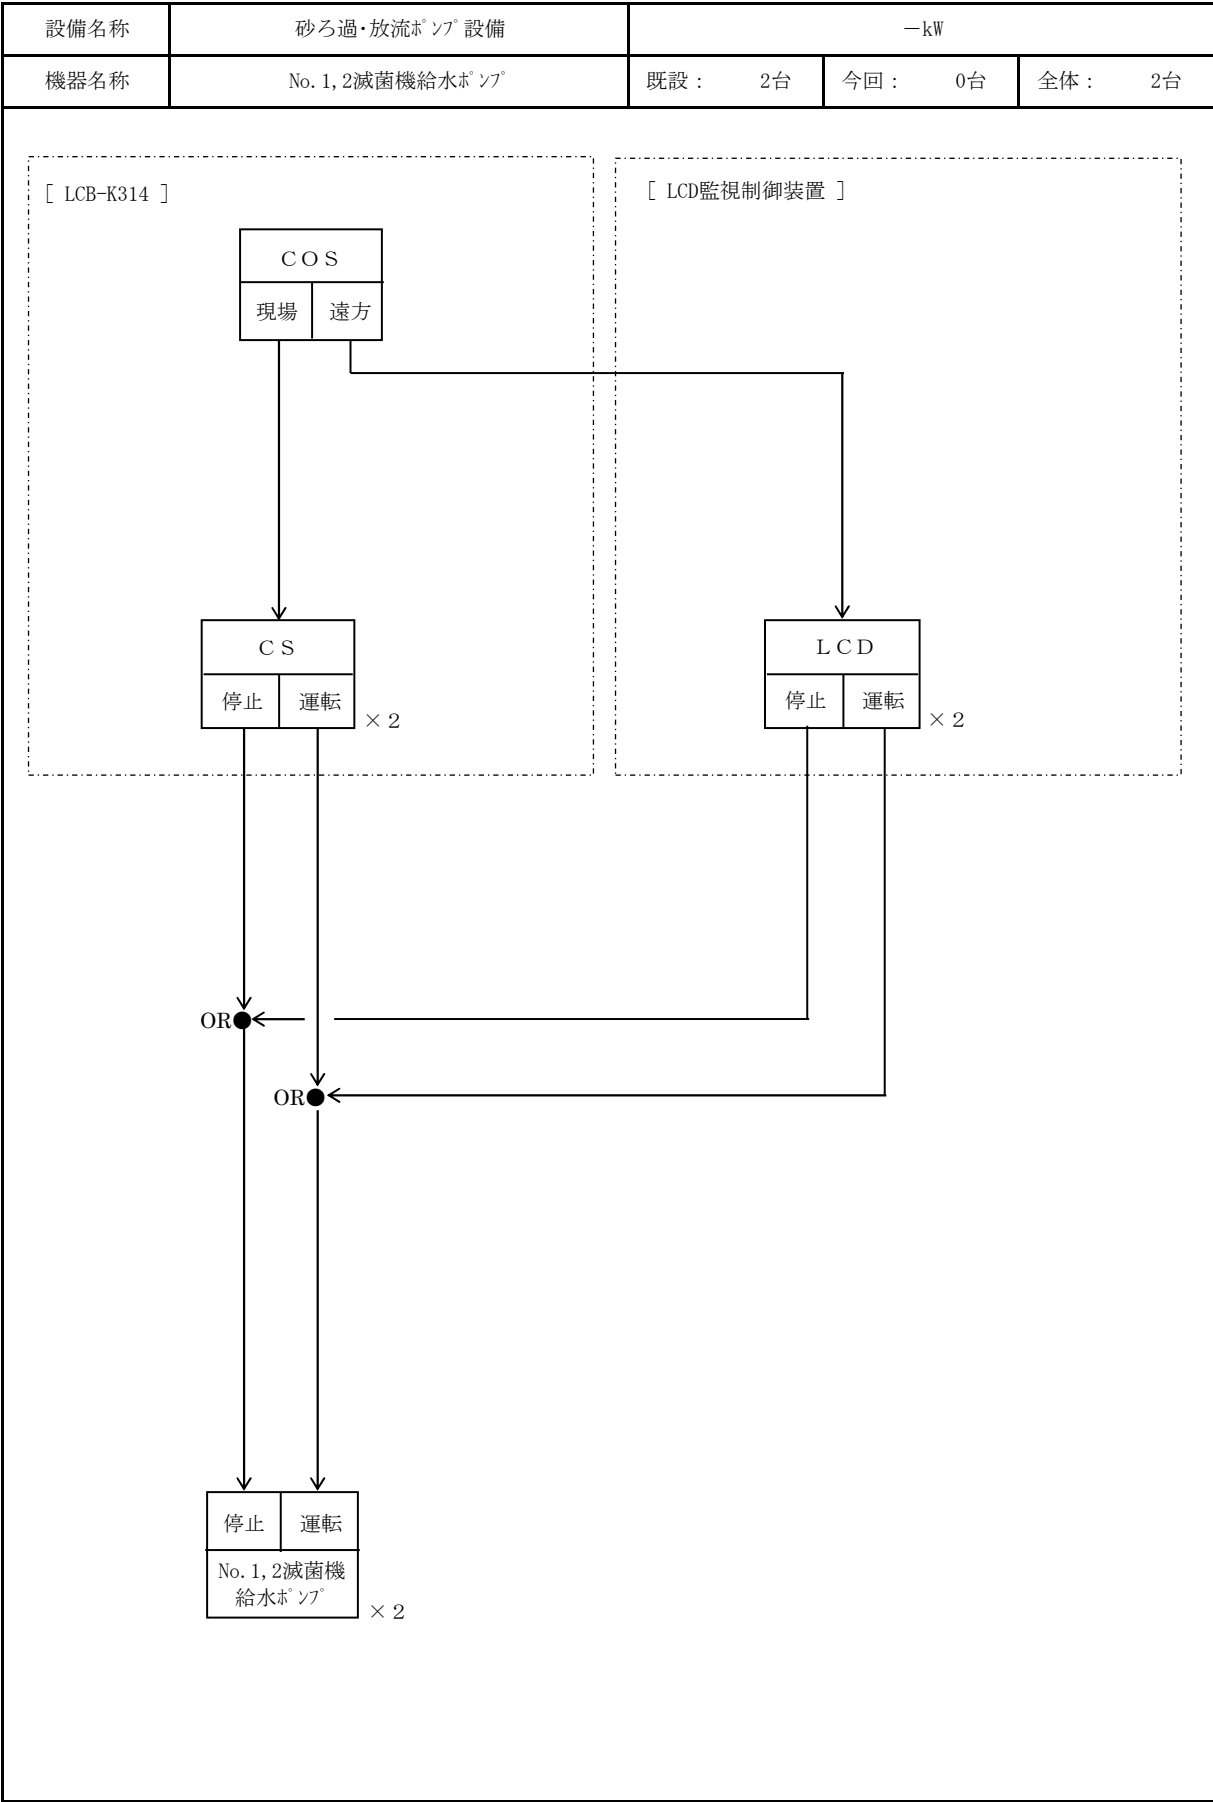 設備名称
砂ろ過・放流ﾎﾟﾝﾌﾟ設備
－kW
機器名称
No.1,2滅菌機給水ﾎﾟﾝﾌﾟ
既設： 2台
今回： 0台
全体： 2台
[ LCB-K314 ]
[ LCD監視制御装置 ]
ＣＯＳ
現場 遠方
ＣＳ
停止 運転
×２
ＬＣＤ
停止 運転
×２
OR
OR
停止 運転
No.1,2滅菌機
給水ﾎﾟﾝﾌﾟ
×２